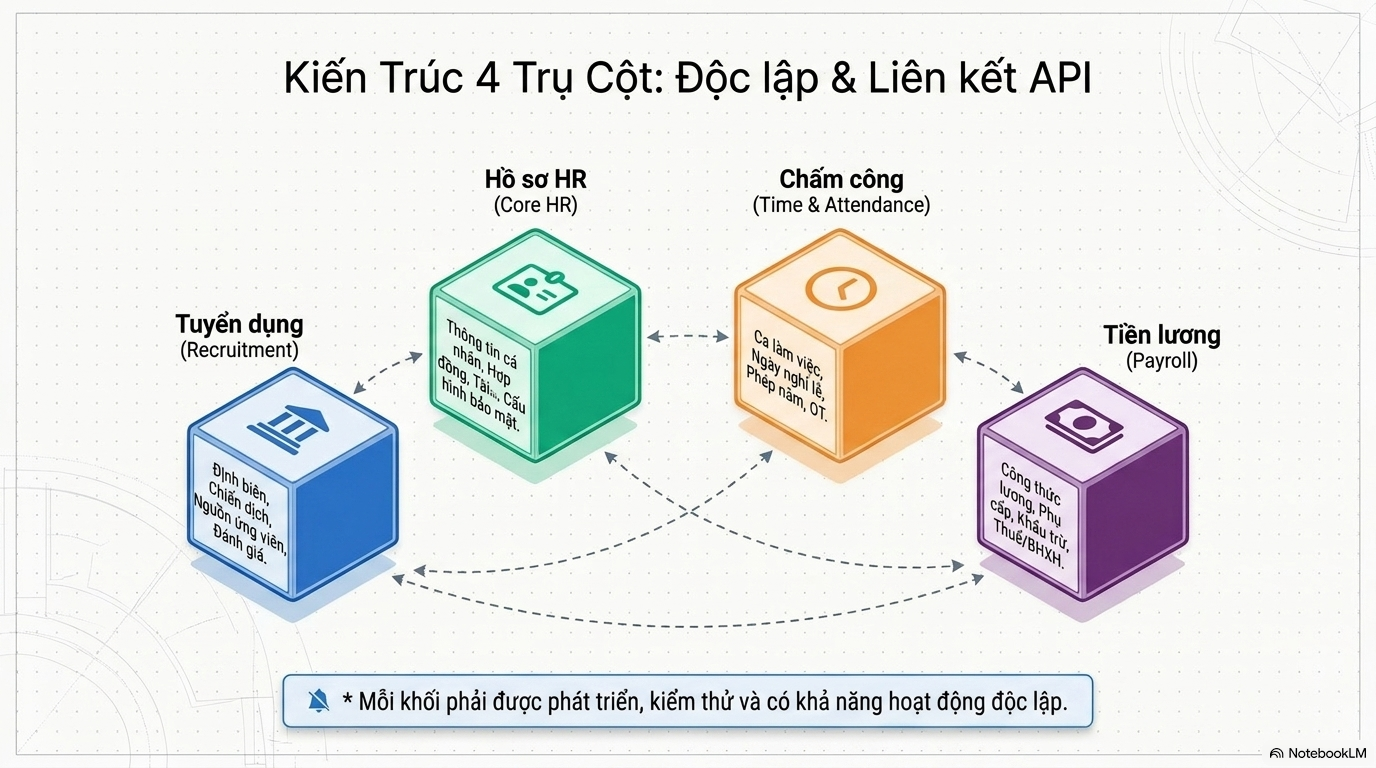 Kiến Trúc 4 Trụ Cột: Độc lập & Liên kết API
Hồ sơ HR
(Core HR)
Chấm công
(Time & Attendance)
Tuyển dụng
(Recruitment)
Tiền lương
(Payroll)
Thông tin cá
nhân, Hợp
đồng, Tài..., Cấu
hình bảo mật.
Ca làm việc,
Ngày nghỉ lễ,
Phép năm, OT.
Định biên,
Chiến dịch,
Nguồn ứng viên,
Đánh giá.
Công thức
lương, Phụ
cấp, Khấu trừ,
Thuế/BHXH.
* Mỗi khối phải được phát triển, kiểm thử và có khả năng hoạt động độc lập.
NotebookLM